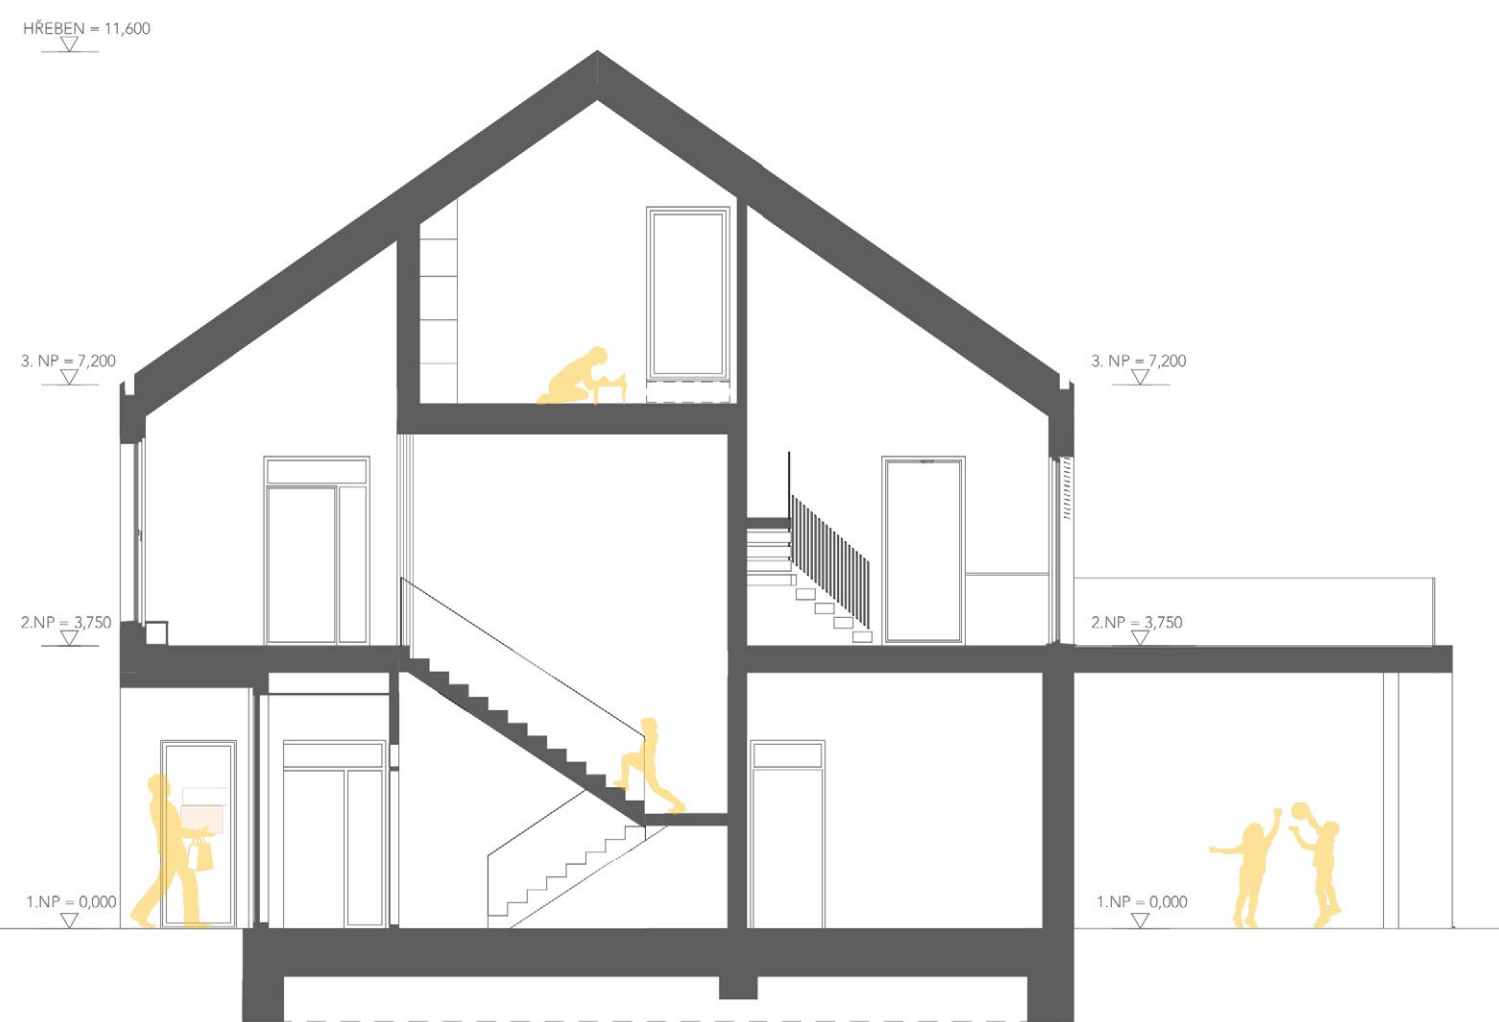 HŘEBEN = 11,600
3. NP = 7,200
3. NP = 7,200
2.NP = 3,750
2.NP = 3,750
1.NP = 0,000
1.NP = 0,000